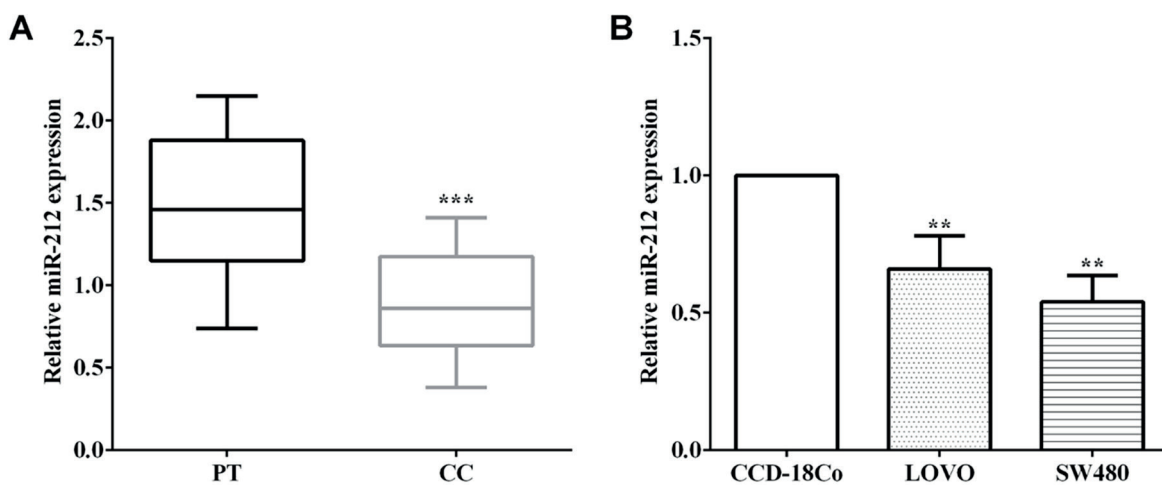 A
Relative miR-212 expression
2.5
2.0
1.5
1.0
0.5
0.0
***
PT
CC
B
Relative miR-212 expression
1.5
1.0
0.5
0.0
**
**
CCD-18Co
LOVO
SW480